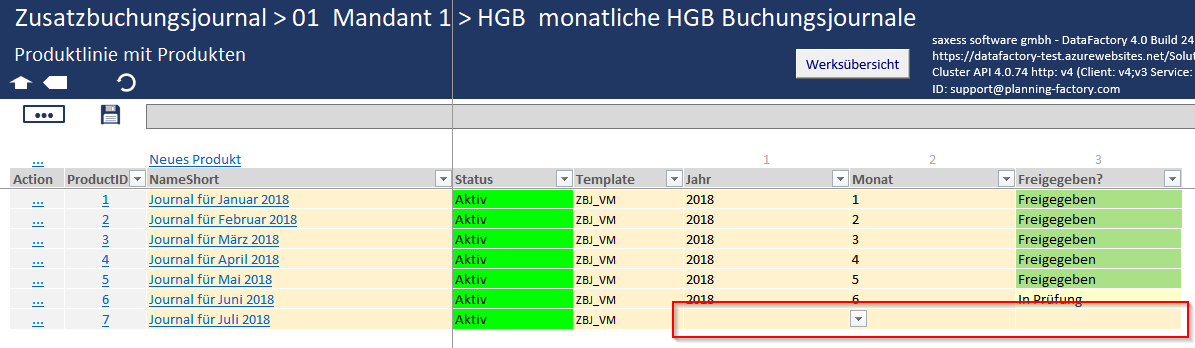 Zusatzbuchungsjournal > 01 Mandant 1 > HGB monatliche HGB Buchungsjournale
Produktlinie mit Produkten
Werksübersicht
saxess software gmbh - DataFactory 4.0 Build 24
https://datafactory-test.azurewebsites.net/Solut
Cluster API 4.0.74 http: v4 (Client: v4;v3 Service:
ID: support@planning-factory.com
... Neues Produkt 1 2 3
Action ProductID NameShort Status Template Jahr Monat Freigegeben?
... 1 Journal für Januar 2018 Aktiv ZBJ_VM 2018 1 Freigegeben
... 2 Journal für Februar 2018 Aktiv ZBJ_VM 2018 2 Freigegeben
... 3 Journal für März 2018 Aktiv ZBJ_VM 2018 3 Freigegeben
... 4 Journal für April 2018 Aktiv ZBJ_VM 2018 4 Freigegeben
... 5 Journal für Mai 2018 Aktiv ZBJ_VM 2018 5 Freigegeben
... 6 Journal für Juni 2018 Aktiv ZBJ_VM 2018 6 In Prüfung
... 7 Journal für Juli 2018 Aktiv ZBJ_VM